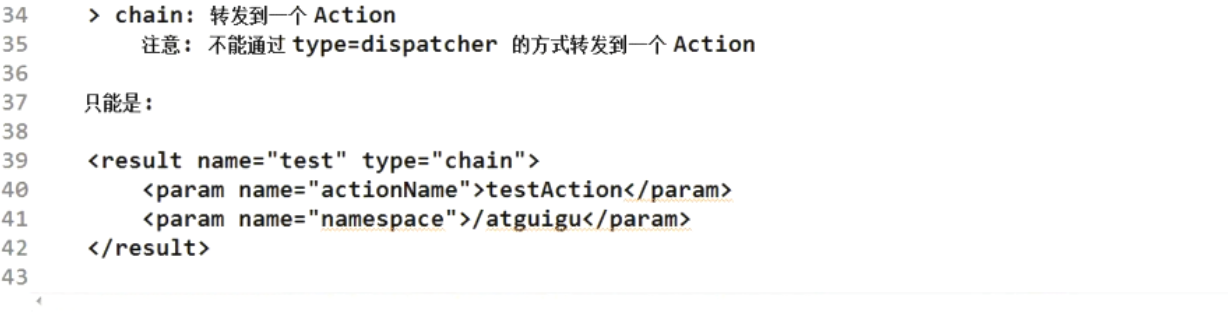 34 > chain: 转发到一个 Action
35 注意: 不能通过 type=dispatcher 的方式转发到一个 Action
36
37 只能是:
38
39 <result name="test" type="chain">
40 <param name="actionName">testAction</param>
41 <param name="namespace">/atguigu</param>
42 </result>
43